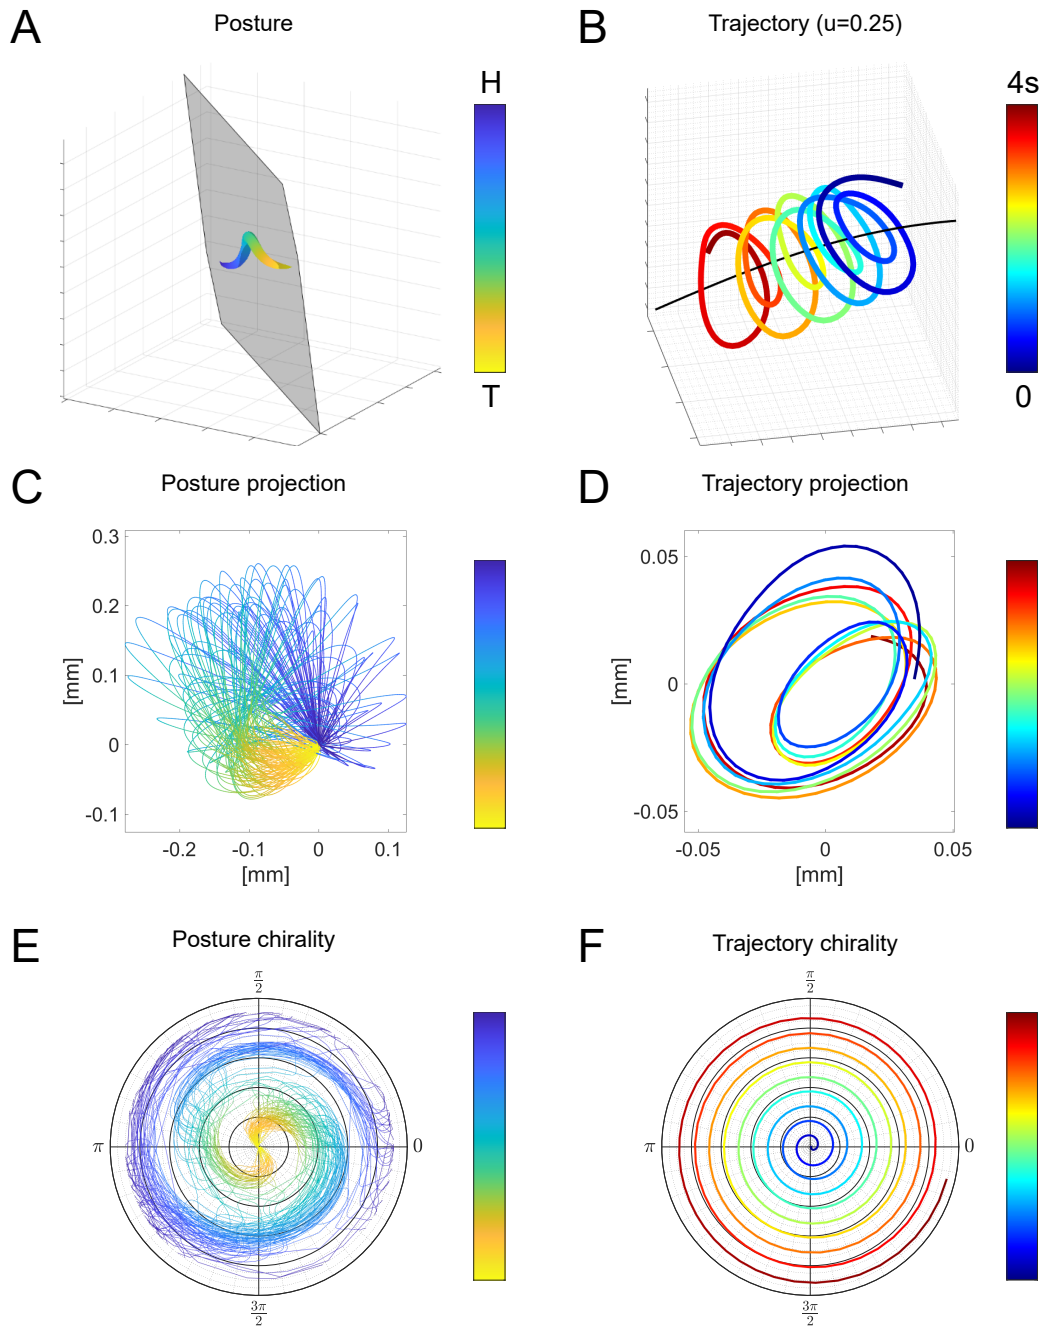 A
Posture
B
Trajectory (u=0.25)
H
T
4s
0
C
Posture projection
D
Trajectory projection
0.3
0.2
0.1
0
-0.1
-0.2
-0.1
0
0.1
[mm]
[mm]
0.05
0
-0.05
-0.05
0
0.05
[mm]
[mm]
E
Posture chirality
F
Trajectory chirality
π/2
π
0
3π/2
π/2
π
0
3π/2